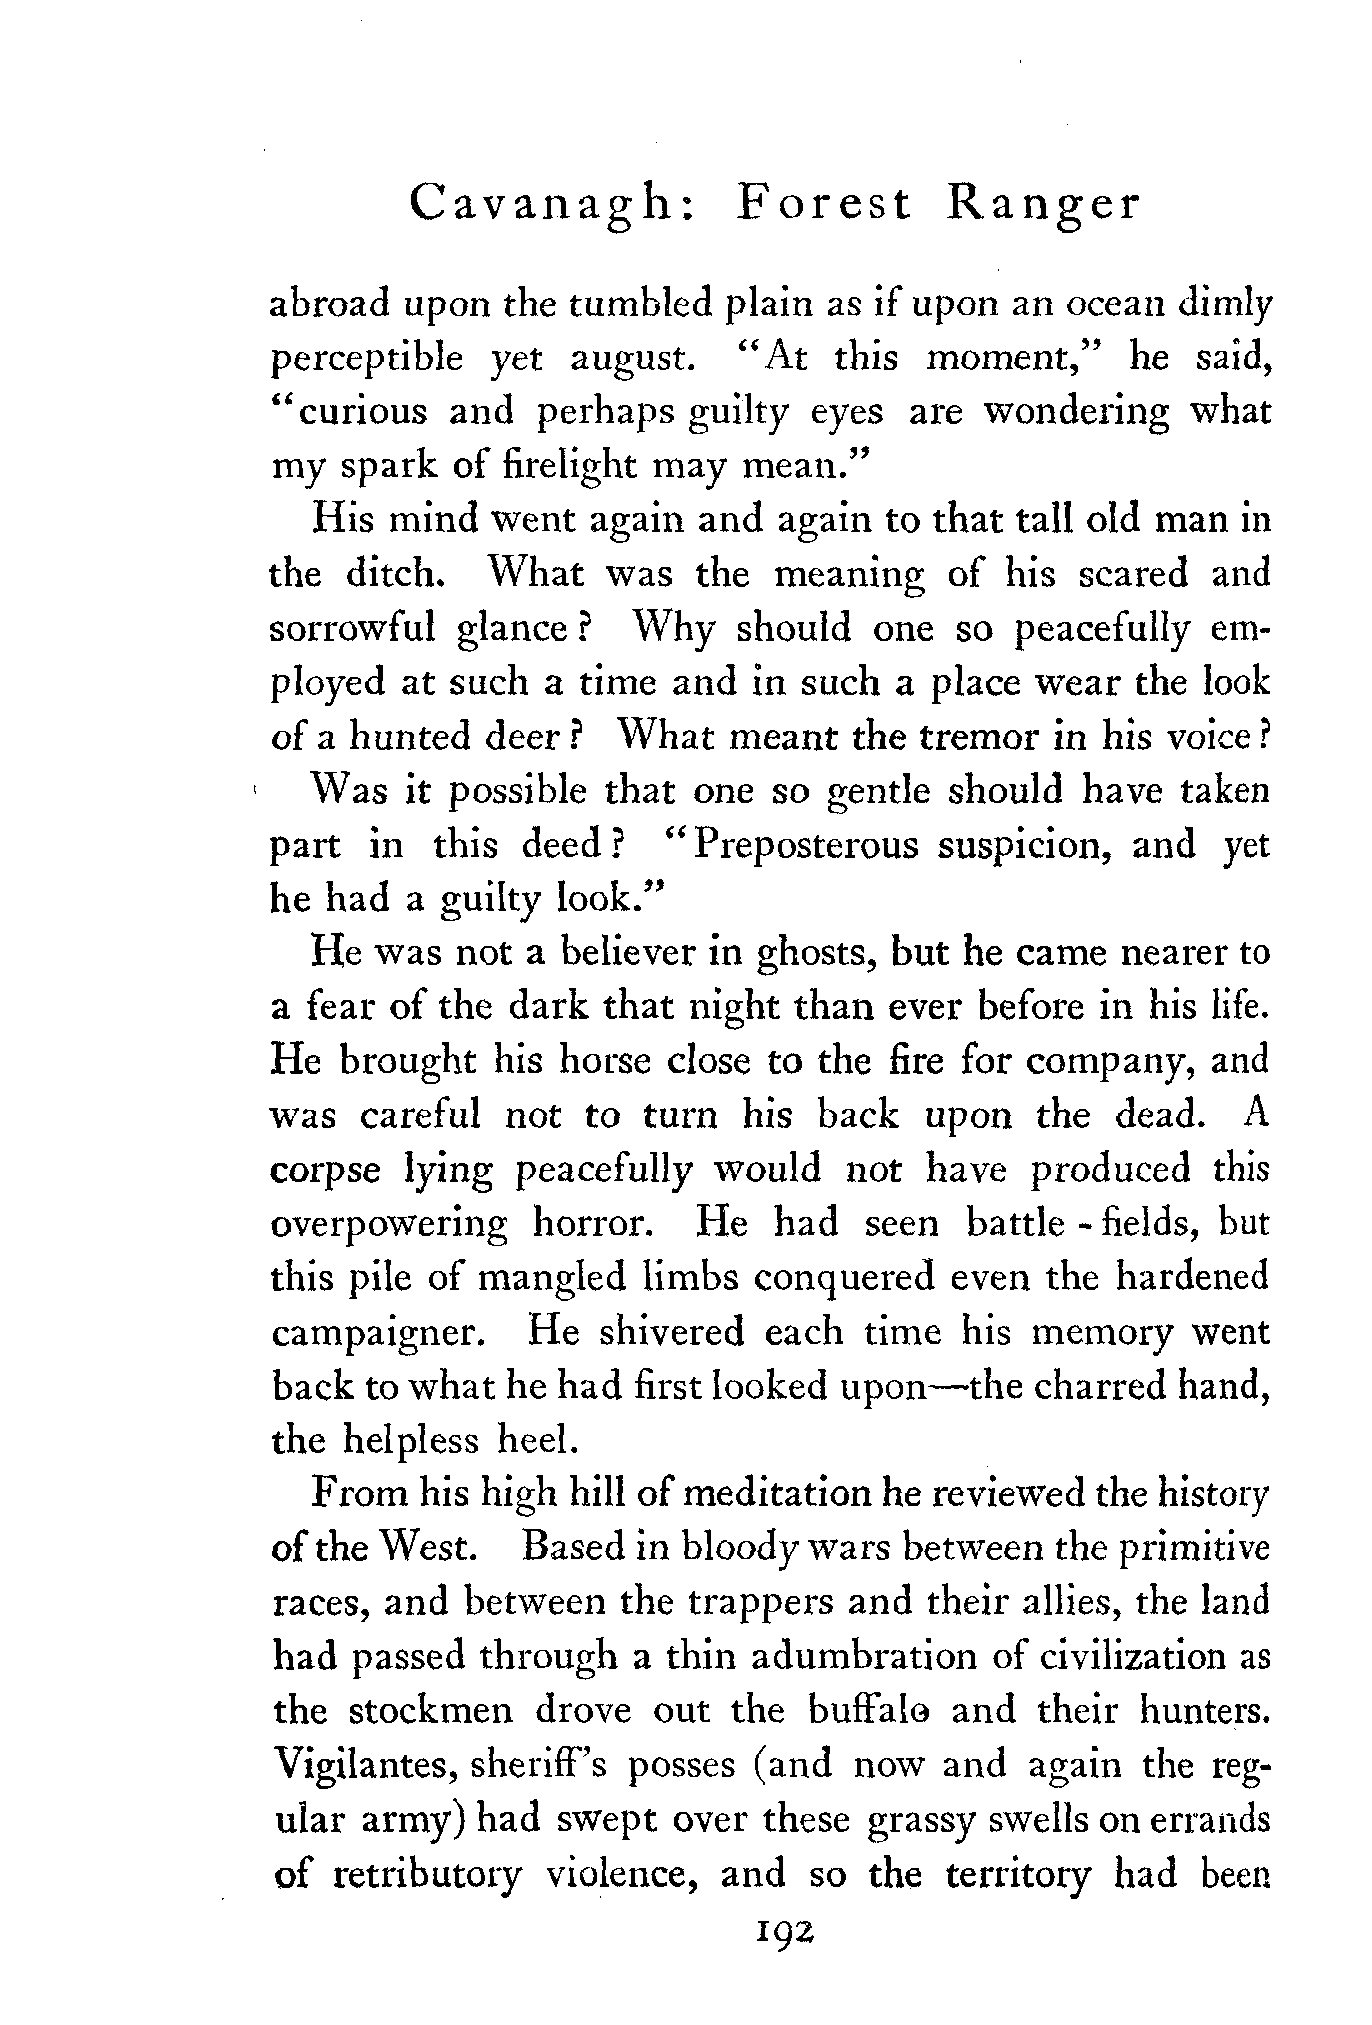 Cavanagh: Forest Ranger
abroad upon the tumbled plain as if upon an ocean dimly
perceptible yet august. "At this moment," he said,
"curious and perhaps guilty eyes are wondering what
my spark of firelight may mean."
His mind went again and again to that tall old man in
the ditch. What was the meaning of his scared and
sorrowful glance? Why should one so peacefully em-
ployed at such a time and in such a place wear the look
of a hunted deer? What meant the tremor in his voice?
Was it possible that one so gentle should have taken
part in this deed? "Preposterous suspicion, and yet
he had a guilty look."
He was not a believer in ghosts, but he came nearer to
a fear of the dark that night than ever before in his life.
He brought his horse close to the fire for company, and
was careful not to turn his back upon the dead. A
corpse lying peacefully would not have produced this
overpowering horror. He had seen battle-fields, but
this pile of mangled limbs conquered even the hardened
campaigner. He shivered each time his memory went
back to what he had first looked upon—the charred hand,
the helpless heel.
From his high hill of meditation he reviewed the history
of the West. Based in bloody wars between the primitive
races, and between the trappers and their allies, the land
had passed through a thin adumbration of civilization as
the stockmen drove out the buffalo and their hunters.
Vigilantes, sheriff's posses (and now and again the reg-
ular army) had swept over these grassy swells on errands
of retributory violence, and so the territory had been
192